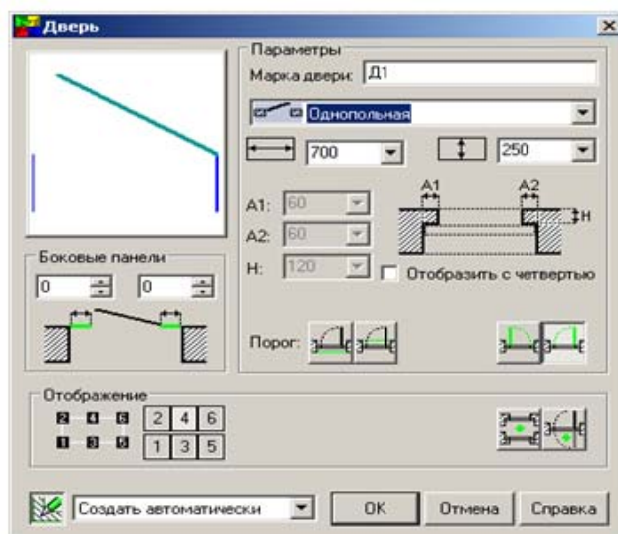 Дверь
Параметры
Марка двери: Д1
Однопольная
700 250
A1: 60
A2: 60
H: 120
A1 A2
H
Отобразить с четвертью
Боковые панели
0 0
Порог:
Отображение
2 4 6 2 4 6
1 3 5 1 3 5
Создать автоматически
OK Отмена Справка